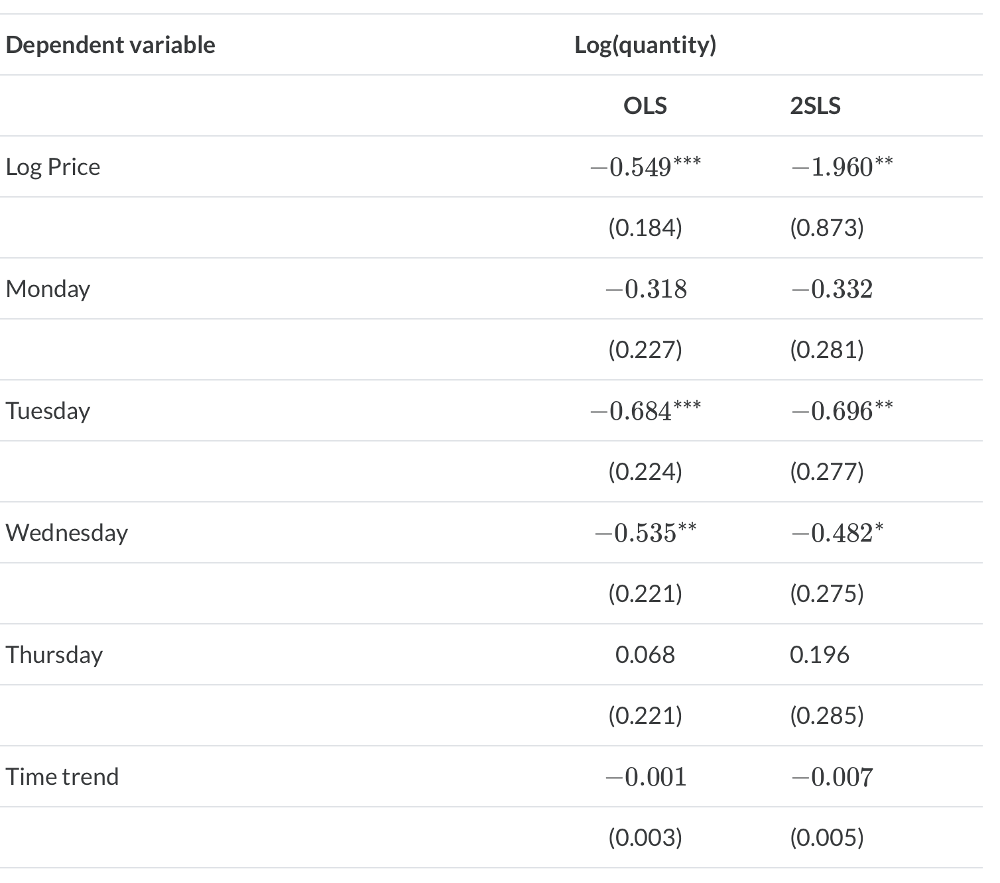 Dependent variable Log(quantity)
OLS 2SLS
Log Price −0.549*** −1.960**
(0.184) (0.873)
Monday −0.318 −0.332
(0.227) (0.281)
Tuesday −0.684*** −0.696**
(0.224) (0.277)
Wednesday −0.535** −0.482*
(0.221) (0.275)
Thursday 0.068 0.196
(0.221) (0.285)
Time trend −0.001 −0.007
(0.003) (0.005)